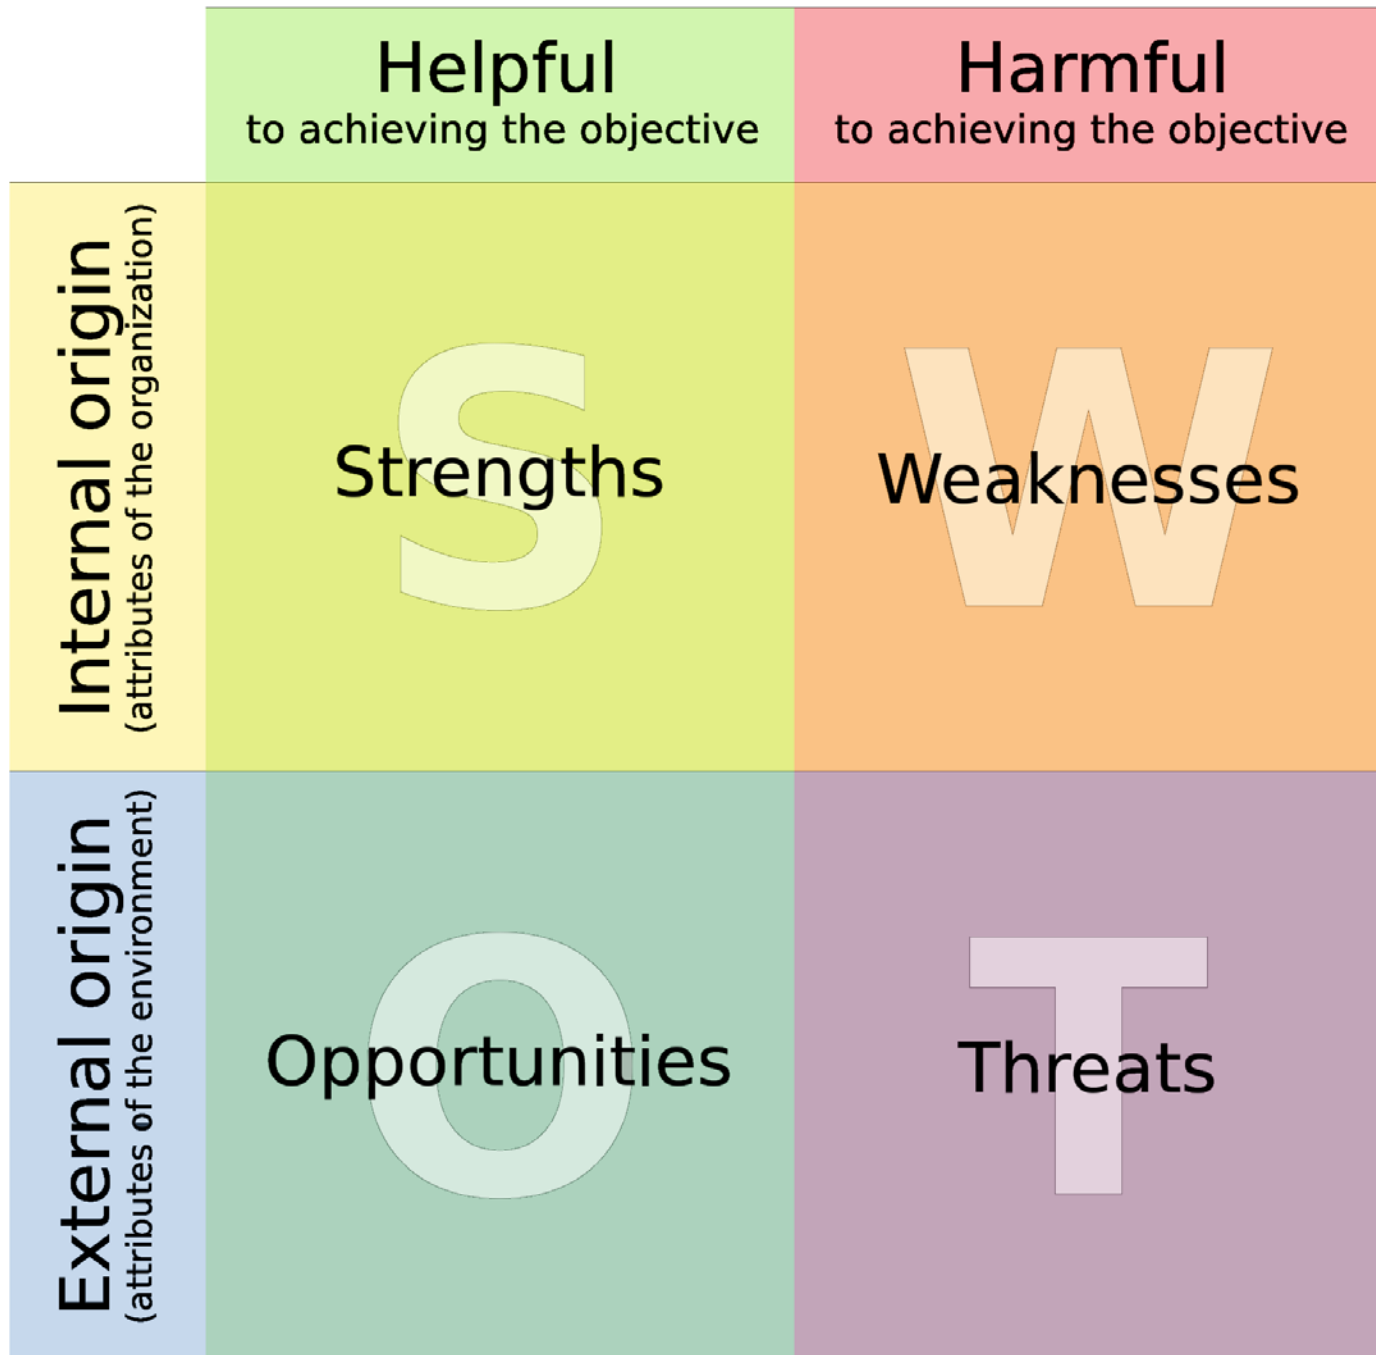 Helpful
to achieving the objective
Harmful
to achieving the objective
Internal origin
(attributes of the organization)
S
Strengths
W
Weaknesses
External origin
(attributes of the environment)
O
Opportunities
T
Threats